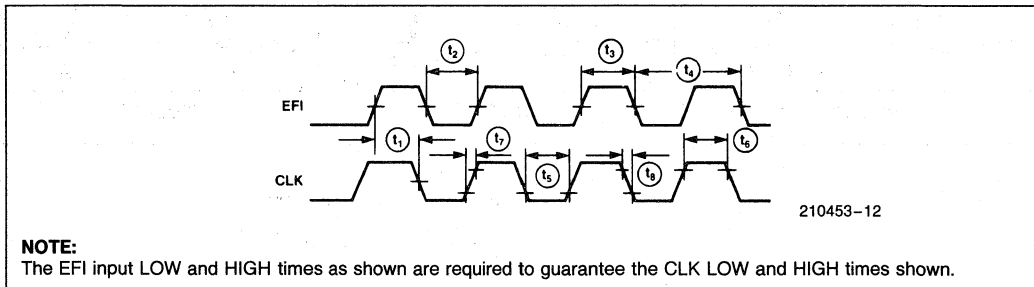 t2
t3
t4
EFI
t1
t7
t5
t8
t6
CLK
210453–12
NOTE:
The EFI input LOW and HIGH times as shown are required to guarantee the CLK LOW and HIGH times shown.